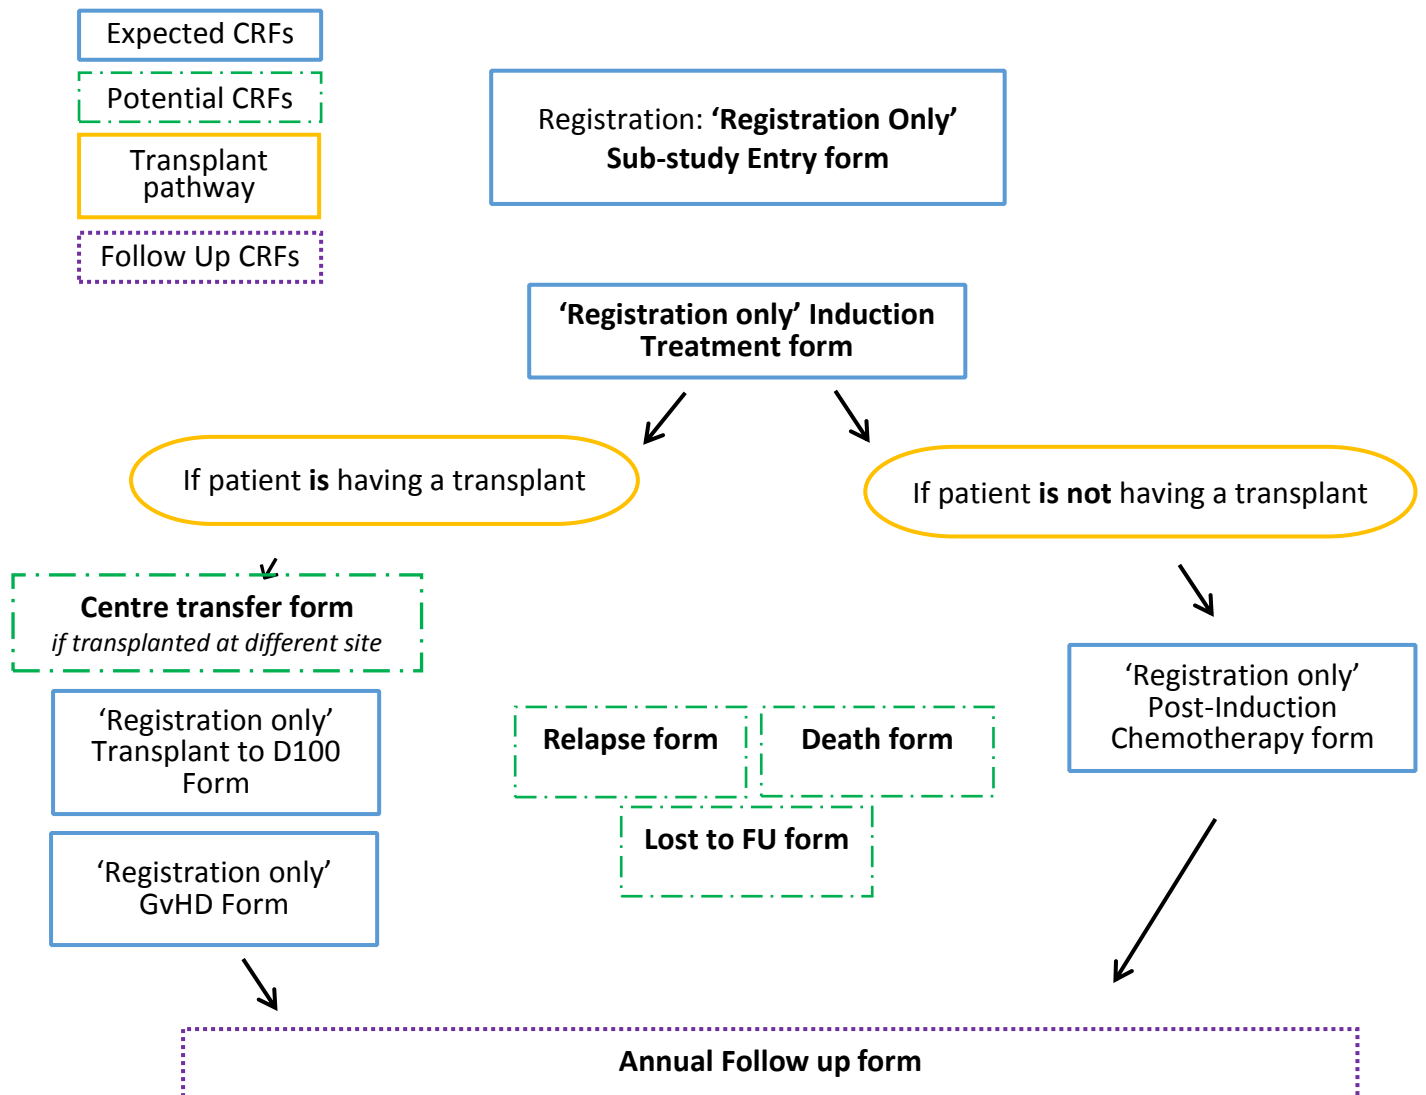 Expected CRFs
Potential CRFs
Transplant
pathway
Follow Up CRFs
Registration: ‘Registration Only’
Sub-study Entry form
‘Registration only’ Induction
Treatment form
If patient is having a transplant
If patient is not having a transplant
Centre transfer form
if transplanted at different site
‘Registration only’
Transplant to D100
Form
‘Registration only’
GvHD Form
Relapse form
Death form
Lost to FU form
‘Registration only’
Post-Induction
Chemotherapy form
Annual Follow up form